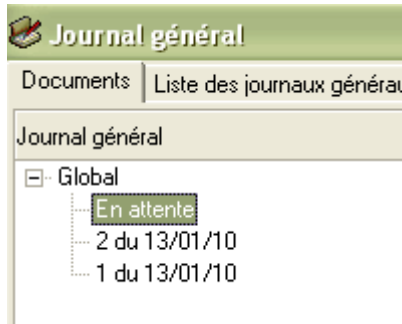 Journal général
Documents Liste des journaux générau
Journal général
Global
En attente
2 du 13/01/10
1 du 13/01/10